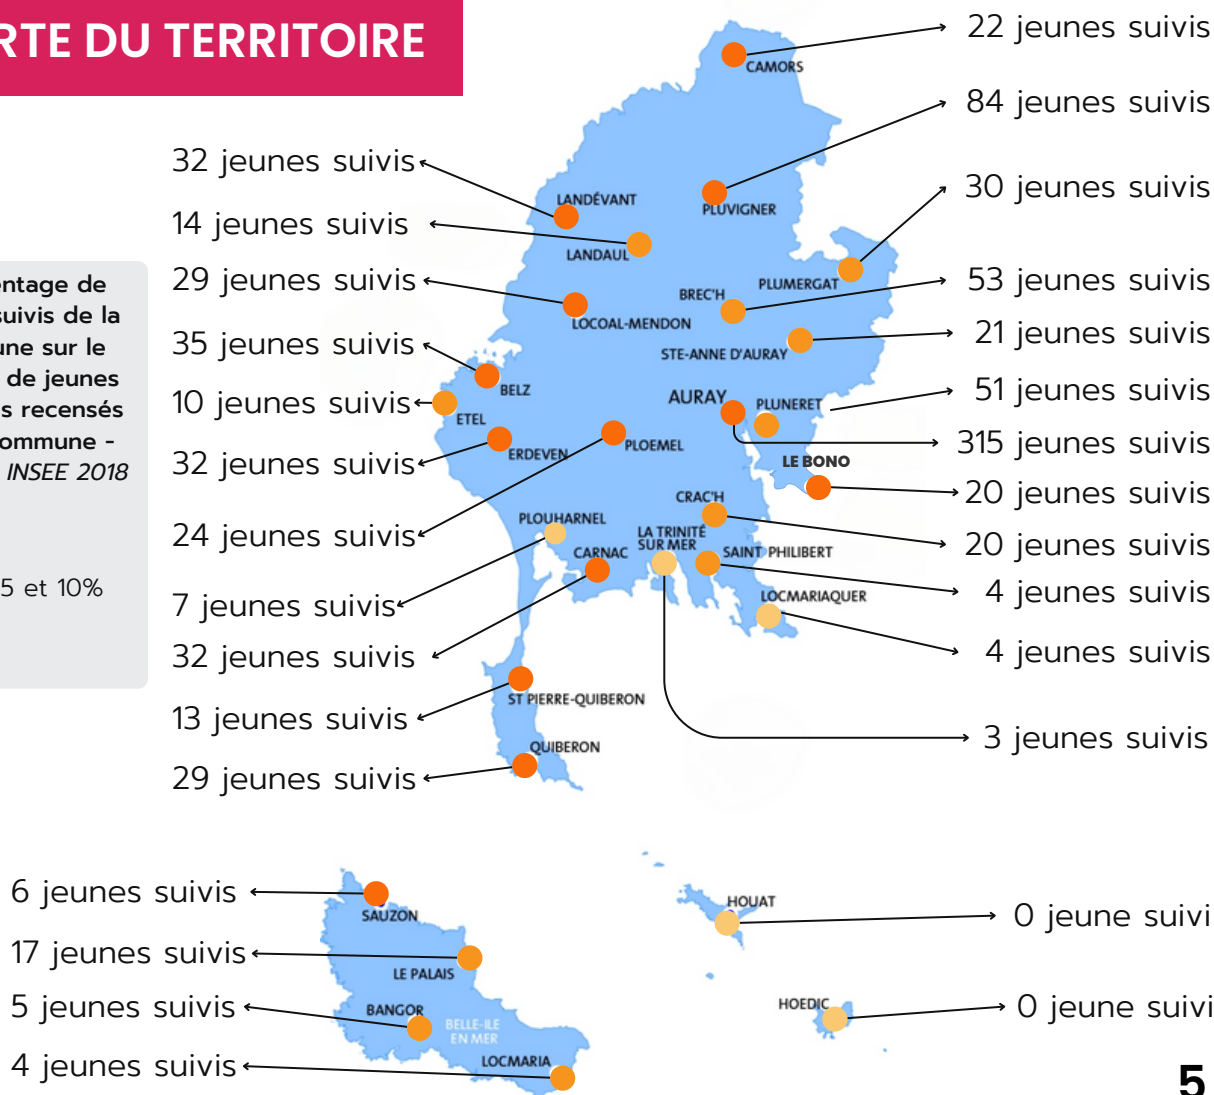 RTE DU TERRITOIRE
22 jeunes suivis
CAMORS
84 jeunes suivis
PLUVIGNER
32 jeunes suivis
LANDÉVANT
30 jeunes suivis
PLUMERGAT
14 jeunes suivis
LANDAUL
29 jeunes suivis
LOCOAL-MENDON
53 jeunes suivis
BREC'H
21 jeunes suivis
STE-ANNE D'AURAY
entage de
suivis de la
une sur le
de jeunes
s recensés
ommune -
INSEE 2018
5 et 10%
35 jeunes suivis
BELZ
10 jeunes suivis
ETEL
32 jeunes suivis
ERDEVEN
24 jeunes suivis
PLOEMEL
AURAY
PLUNERET
51 jeunes suivis
315 jeunes suivis
LE BONO
20 jeunes suivis
CRAC'H
20 jeunes suivis
PLOUHARNEL
7 jeunes suivis
CARNAC
32 jeunes suivis
LA TRINITÉ
SUR MER
SAINT PHILIBERT
4 jeunes suivis
LOCMARIAQUER
4 jeunes suivis
3 jeunes suivis
13 jeunes suivis
ST PIERRE-QUIBERON
29 jeunes suivis
QUIBERON
6 jeunes suivis
SAUZON
17 jeunes suivis
LE PALAIS
5 jeunes suivis
BANGOR
BELLE-ILE
EN MER
4 jeunes suivis
LOCMARIA
HOUAT
0 jeune suivi
HOEDIC
0 jeune suivi
5